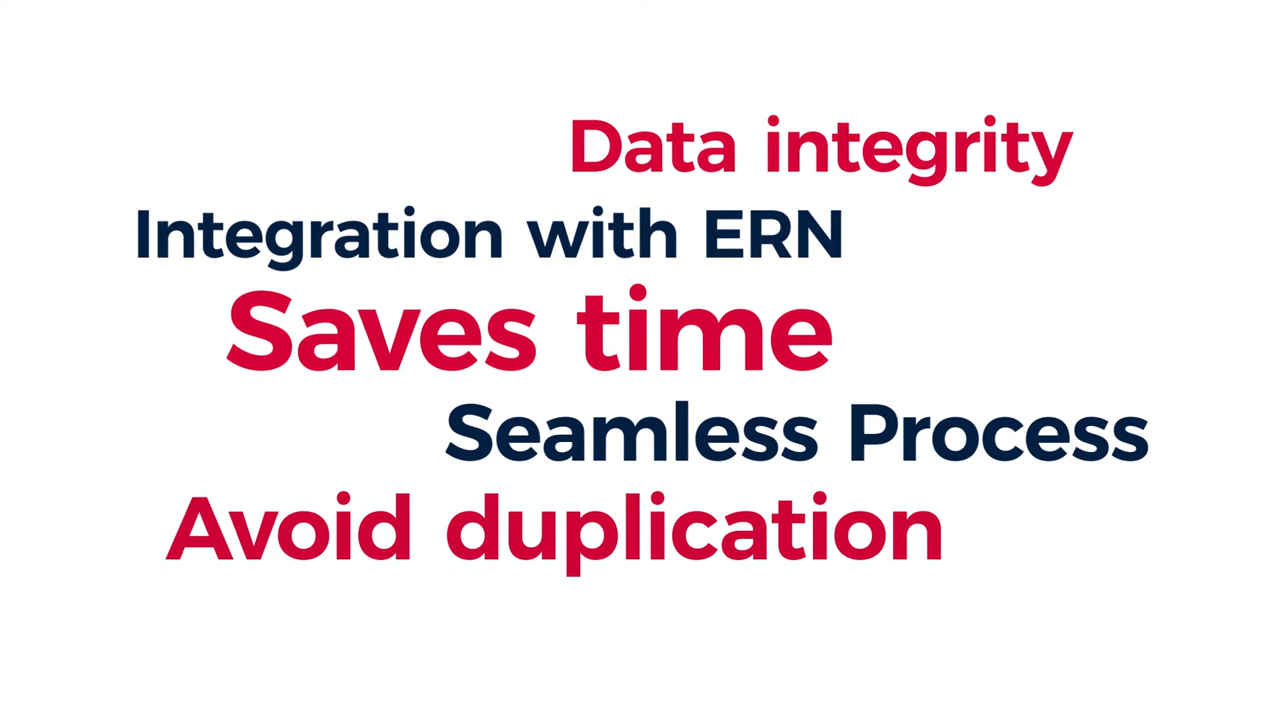 Data integrity
Integration with ERN
Saves time
Seamless Process
Avoid duplication